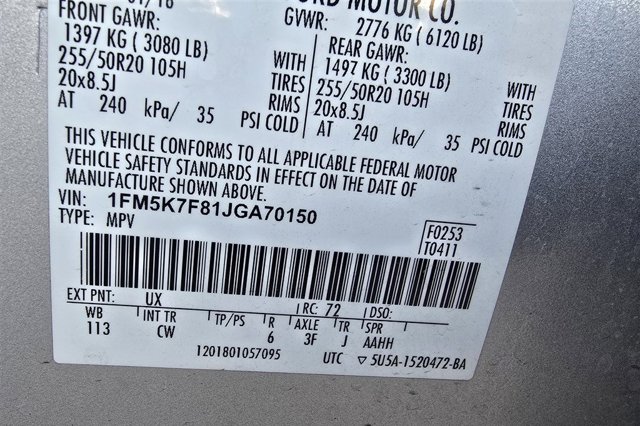 MOTOR CO.
FRONT GAWR:
1397 KG ( 3080 LB)
255/50R20 105H WITH TIRES
20x8.5J RIMS
AT 240 kPa/ 35 PSI COLD
GVWR: 2776 KG ( 6120 LB)
REAR GAWR:
1497 KG ( 3300 LB)
255/50R20 105H WITH TIRES
20x8.5J RIMS
AT 240 kPa/ 35 PSI COLD
THIS VEHICLE CONFORMS TO ALL APPLICABLE FEDERAL MOTOR
VEHICLE SAFETY STANDARDS IN EFFECT ON THE DATE OF
MANUFACTURE SHOWN ABOVE.
VIN: 1FM5K7F81JGA70150
TYPE: MPV
F0253
T0411
EXT PNT: UX RC: 72 DSO:
WB INT TR TP/PS R AXLE TR SPR
113 CW 6 3F J AAHH
1201801057095 UTC ▽ 5U5A-1520472-BA